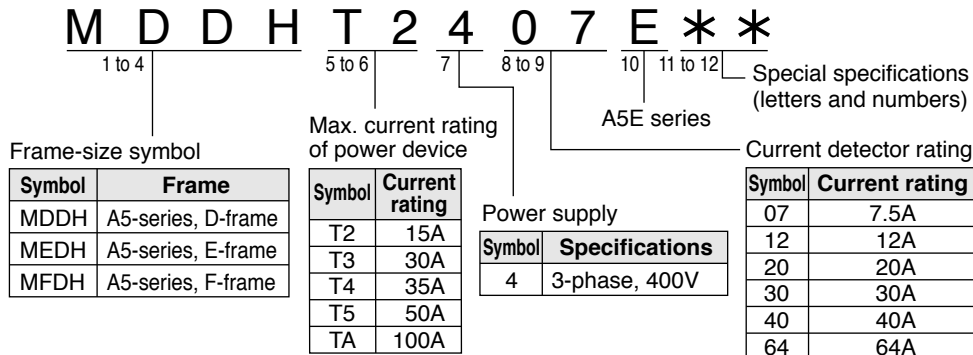 M D D H T 2 4 0 7 E * *
1 to 4 5 to 6 7 8 to 9 10 11 to 12
Special specifications
(letters and numbers)
A5E series
Frame-size symbol
Symbol Frame
MDDH A5-series, D-frame
MEDH A5-series, E-frame
MFDH A5-series, F-frame
Max. current rating
of power device
Symbol Current
rating
T2 15A
T3 30A
T4 35A
T5 50A
TA 100A
Power supply
Symbol Specifications
4 3-phase, 400V
Current detector rating
Symbol Current rating
07 7.5A
12 12A
20 20A
30 30A
40 40A
64 64A